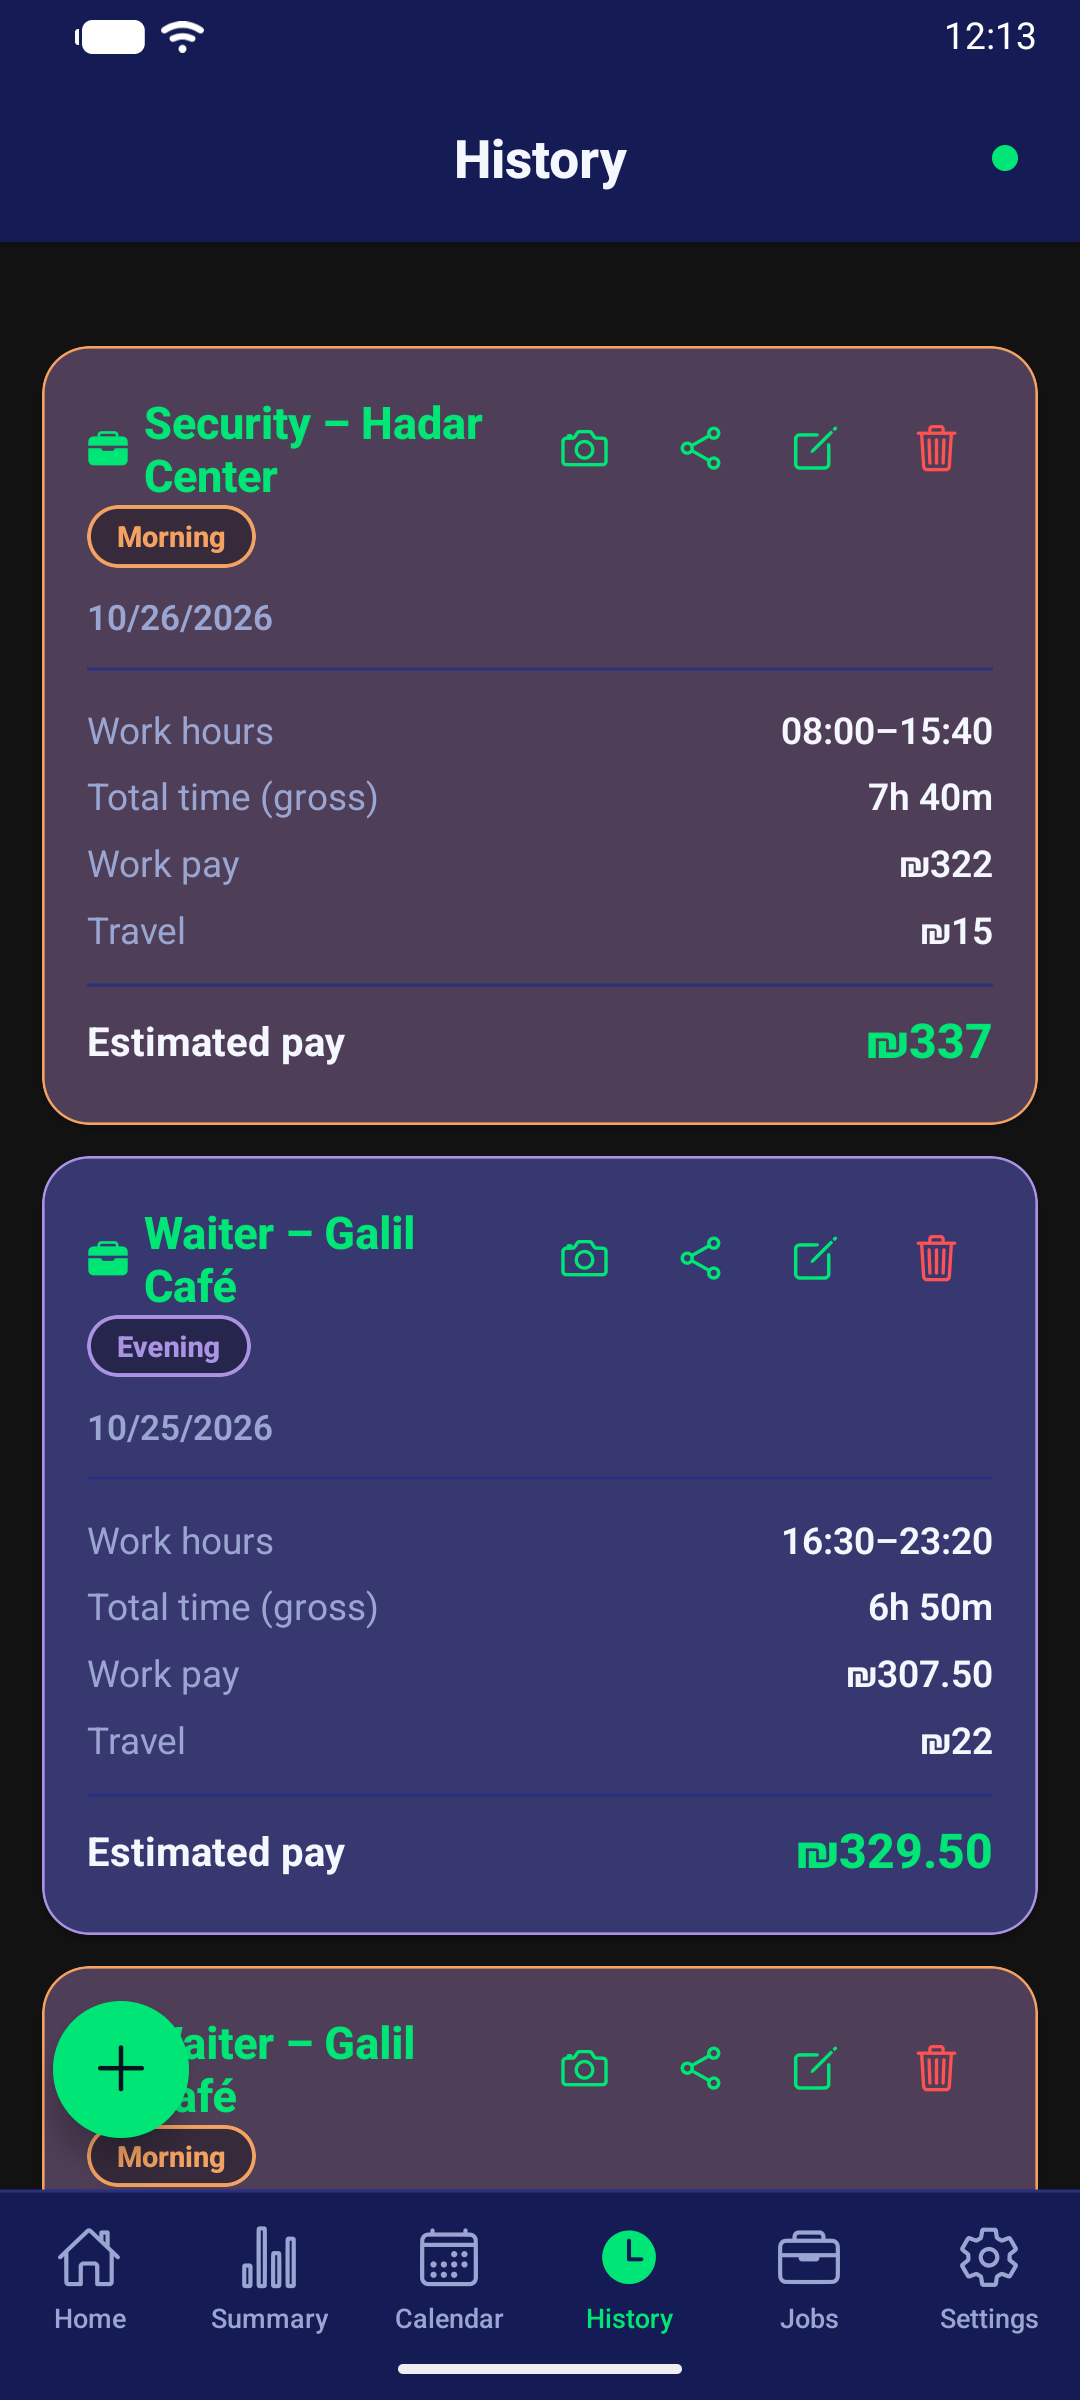 12:13
History
Security – Hadar
Center
Morning
10/26/2026
Work hours 08:00–15:40
Total time (gross) 7h 40m
Work pay ₪322
Travel ₪15
Estimated pay ₪337
Waiter – Galil
Café
Evening
10/25/2026
Work hours 16:30–23:20
Total time (gross) 6h 50m
Work pay ₪307.50
Travel ₪22
Estimated pay ₪329.50
aiter – Galil
afé
Morning
Home Summary Calendar History Jobs Settings